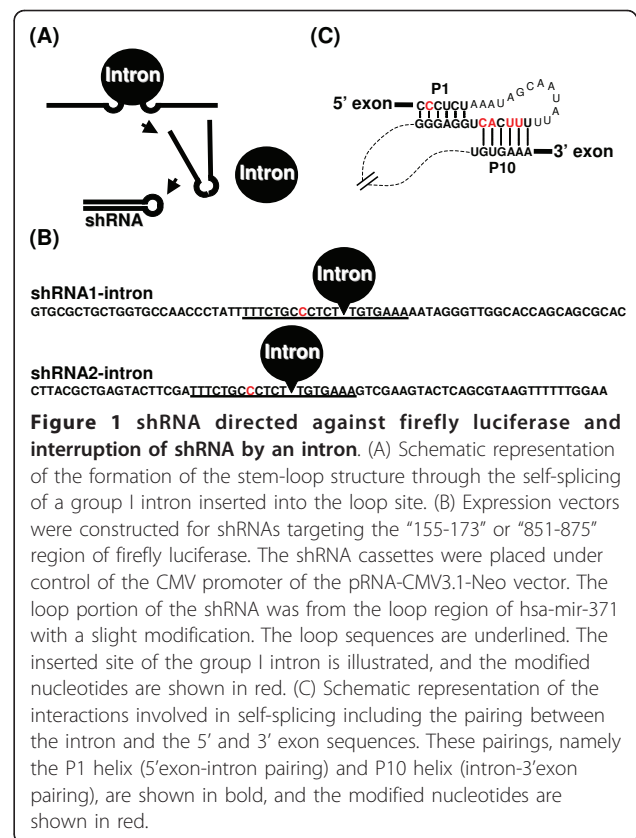 (A)
Intron
Intron
shRNA
(C)
P1
5' exon
CCCUCUAAAUAGCAAUAUUU
GGGAGGUCACUUU
UGUGAAA
3' exon
P10
(B)
Intron
shRNA1-intron
GTGCGCTGCTGGTGCCAACCCTATTTTTCTGCCCTCT TGTGAAAAATAGGGTTGGCACCAGCAGCGCAC
Intron
shRNA2-intron
CTTACGCTGAGTACTTCGATTTCTGCCCTCT TGTGAAAGTCGAAGTACTCAGCGTAAGTTTTTTGGAA
Figure 1 shRNA directed against firefly luciferase and
interruption of shRNA by an intron. (A) Schematic representation
of the formation of the stem-loop structure through the self-splicing
of a group I intron inserted into the loop site. (B) Expression vectors
were constructed for shRNAs targeting the "155-173" or "851-875"
region of firefly luciferase. The shRNA cassettes were placed under
control of the CMV promoter of the pRNA-CMV3.1-Neo vector. The
loop portion of the shRNA was from the loop region of hsa-mir-371
with a slight modification. The loop sequences are underlined. The
inserted site of the group I intron is illustrated, and the modified
nucleotides are shown in red. (C) Schematic representation of the
interactions involved in self-splicing including the pairing between
the intron and the 5' and 3' exon sequences. These pairings, namely
the P1 helix (5'exon-intron pairing) and P10 helix (intron-3'exon
pairing), are shown in bold, and the modified nucleotides are
shown in red.